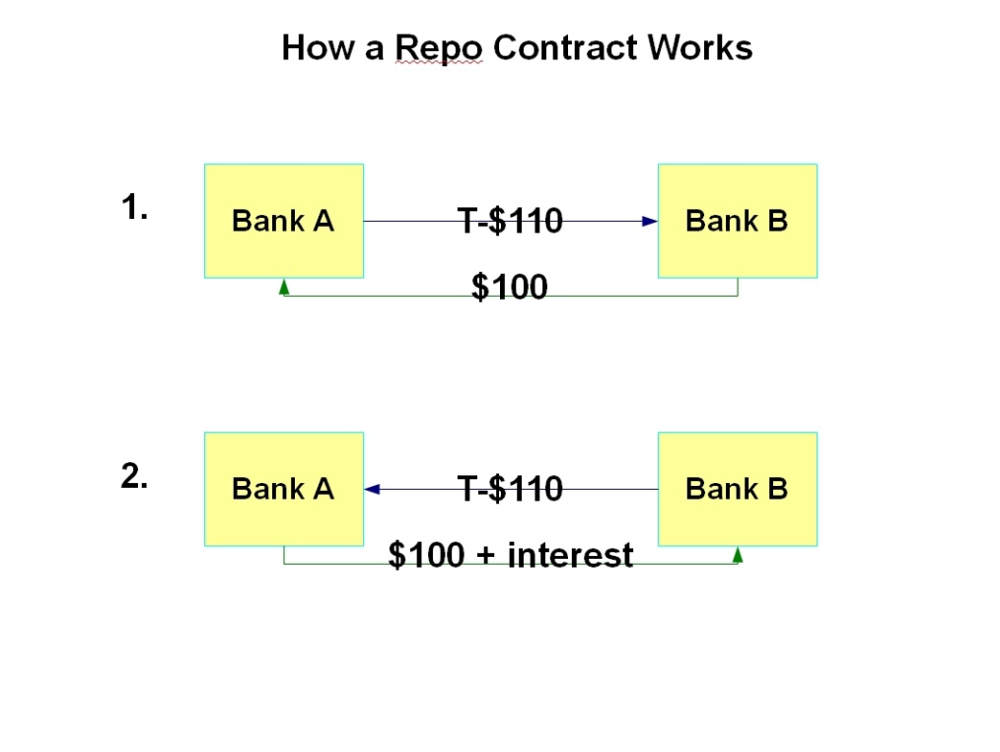 How a Repo Contract Works
1.
Bank A
T-$110
Bank B
$100
2.
Bank A
T-$110
Bank B
$100 + interest